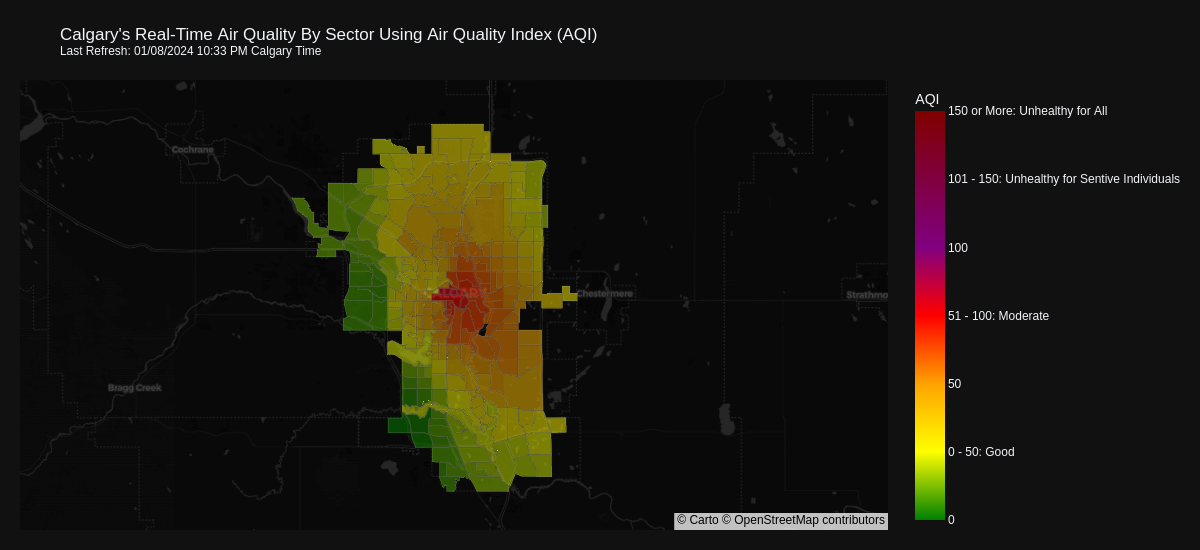 Calgary's Real-Time Air Quality By Sector Using Air Quality Index (AQI)
Last Refresh: 01/08/2024 10:33 PM Calgary Time
AQI
150 or More: Unhealthy for All
Cochrane
101 - 150: Unhealthy for Sentive Individuals
100
Chestermere
Strathmo
51 - 100: Moderate
Bragg Creek
50
0 - 50: Good
0
© Carto © OpenStreetMap contributors